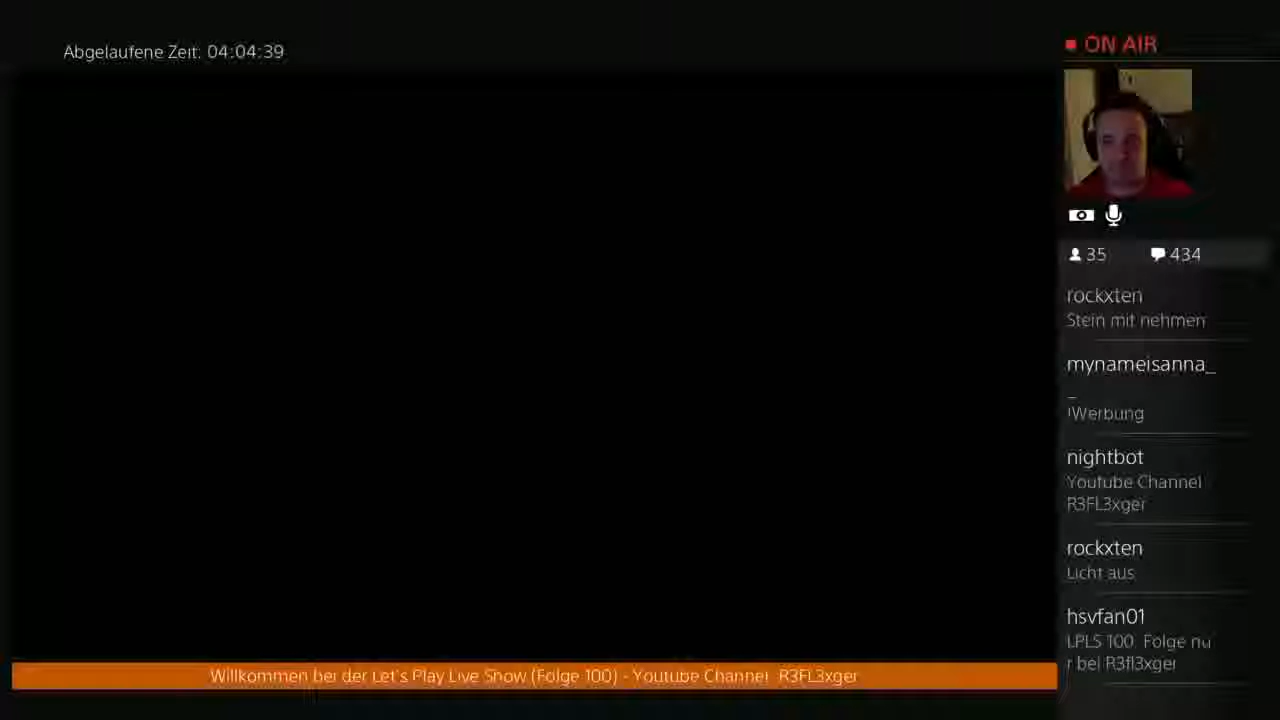 Abgelaufene Zeit: 04:04:39
ON AIR
35 434
rockxten
Stein mit nehmen
mynameisanna_
_
!Werbung
nightbot
Youtube Channel
R3FL3xger
rockxten
Licht aus
hsvfan01
LPLS 100. Folge nu
r bei R3fl3xger
Willkommen bei der Let's Play Live Show (Folge 100) - Youtube Channel: R3FL3xger